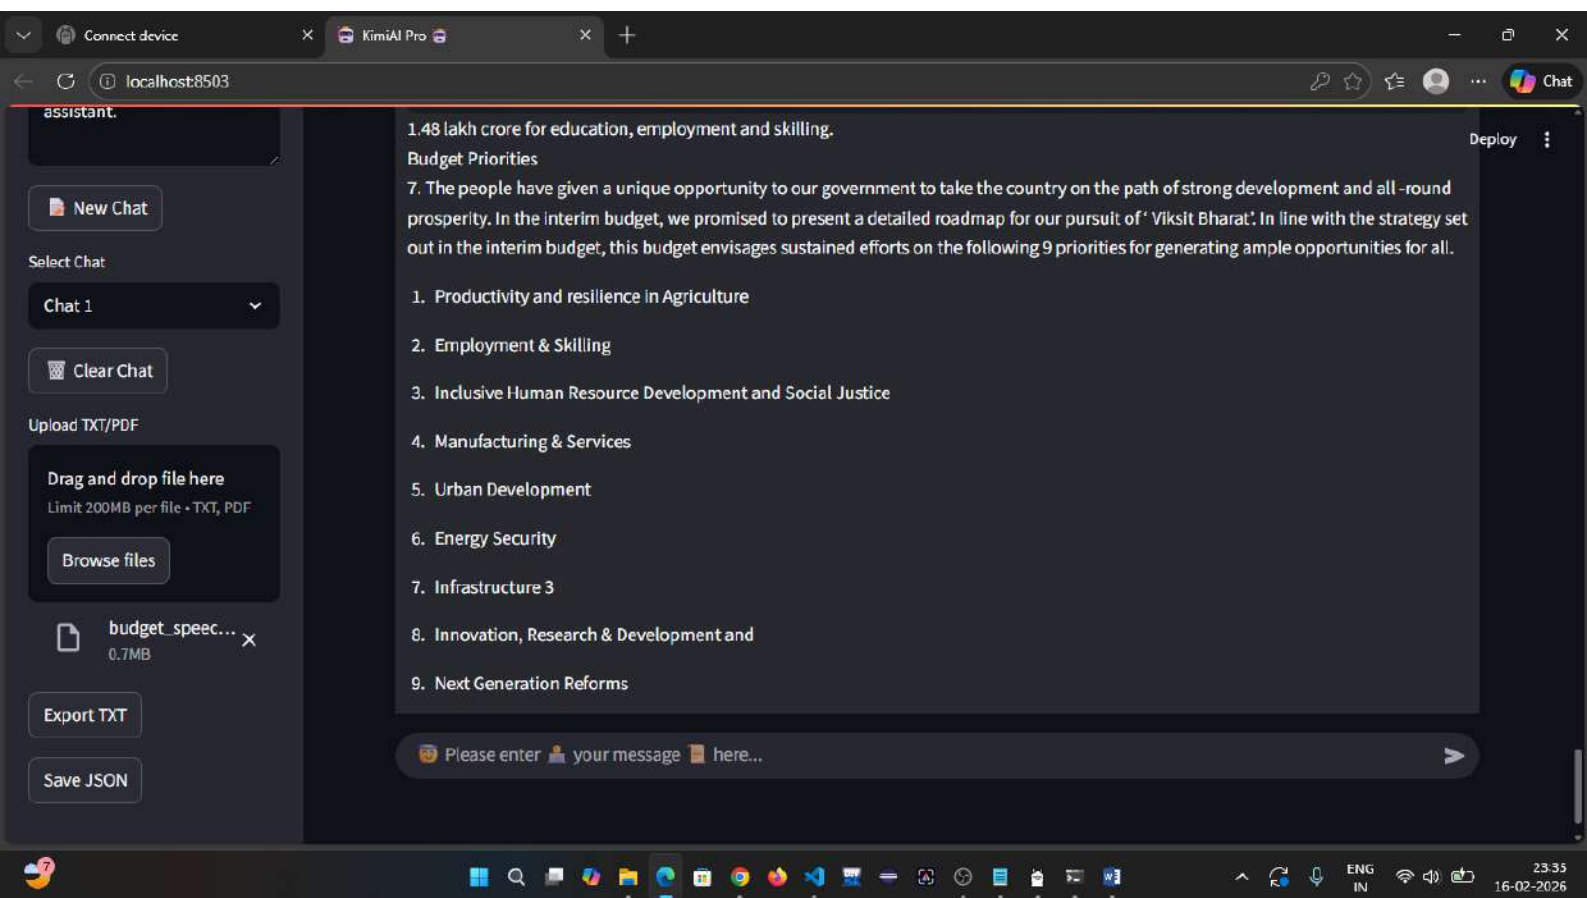 Connect device
KimiAI Pro
localhost:8503
Chat
assistant.
New Chat
Select Chat
Chat 1
Clear Chat
Upload TXT/PDF
Drag and drop file here
Limit 200MB per file • TXT, PDF
Browse files
budget_speec...
0.7MB
Export TXT
Save JSON
Deploy
1.48 lakh crore for education, employment and skilling.
Budget Priorities
7. The people have given a unique opportunity to our government to take the country on the path of strong development and all -round
prosperity. In the interim budget, we promised to present a detailed roadmap for our pursuit of ‘ Viksit Bharat’. In line with the strategy set
out in the interim budget, this budget envisages sustained efforts on the following 9 priorities for generating ample opportunities for all.
1. Productivity and resilience in Agriculture
2. Employment & Skilling
3. Inclusive Human Resource Development and Social Justice
4. Manufacturing & Services
5. Urban Development
6. Energy Security
7. Infrastructure 3
8. Innovation, Research & Development and
9. Next Generation Reforms
Please enter your message here...
7
ENG
IN
23:35
16-02-2026